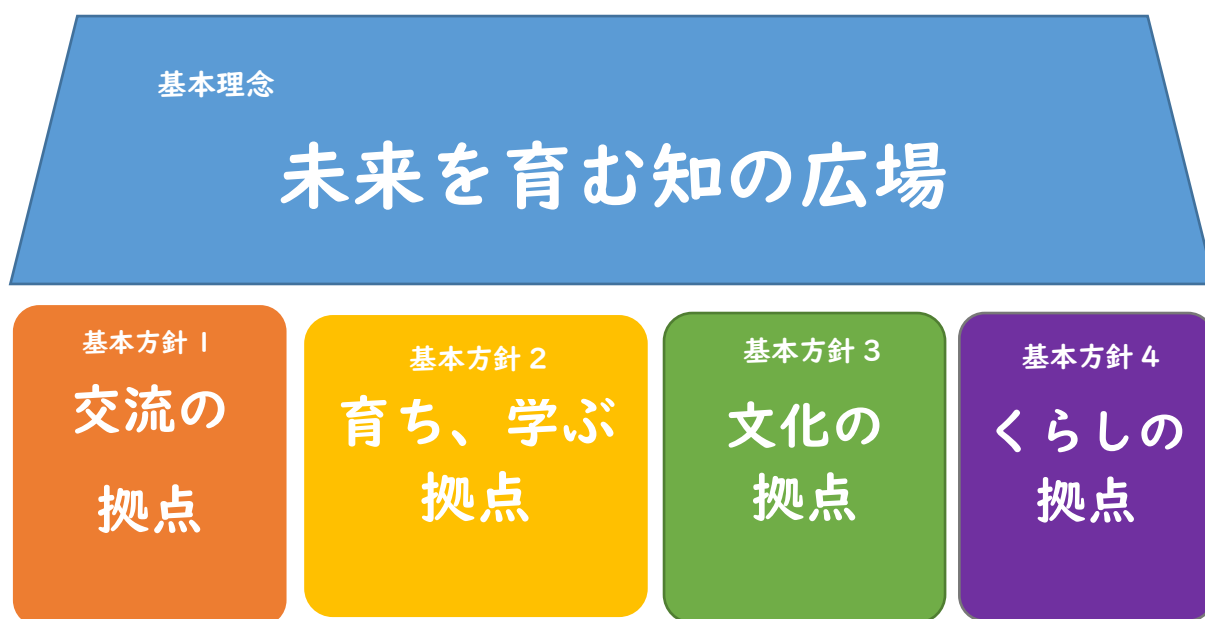 基本理念
未来を育む知の広場
基本方針1
交流の
拠点
基本方針2
育ち、学ぶ
拠点
基本方針3
文化の
拠点
基本方針4
くらしの
拠点